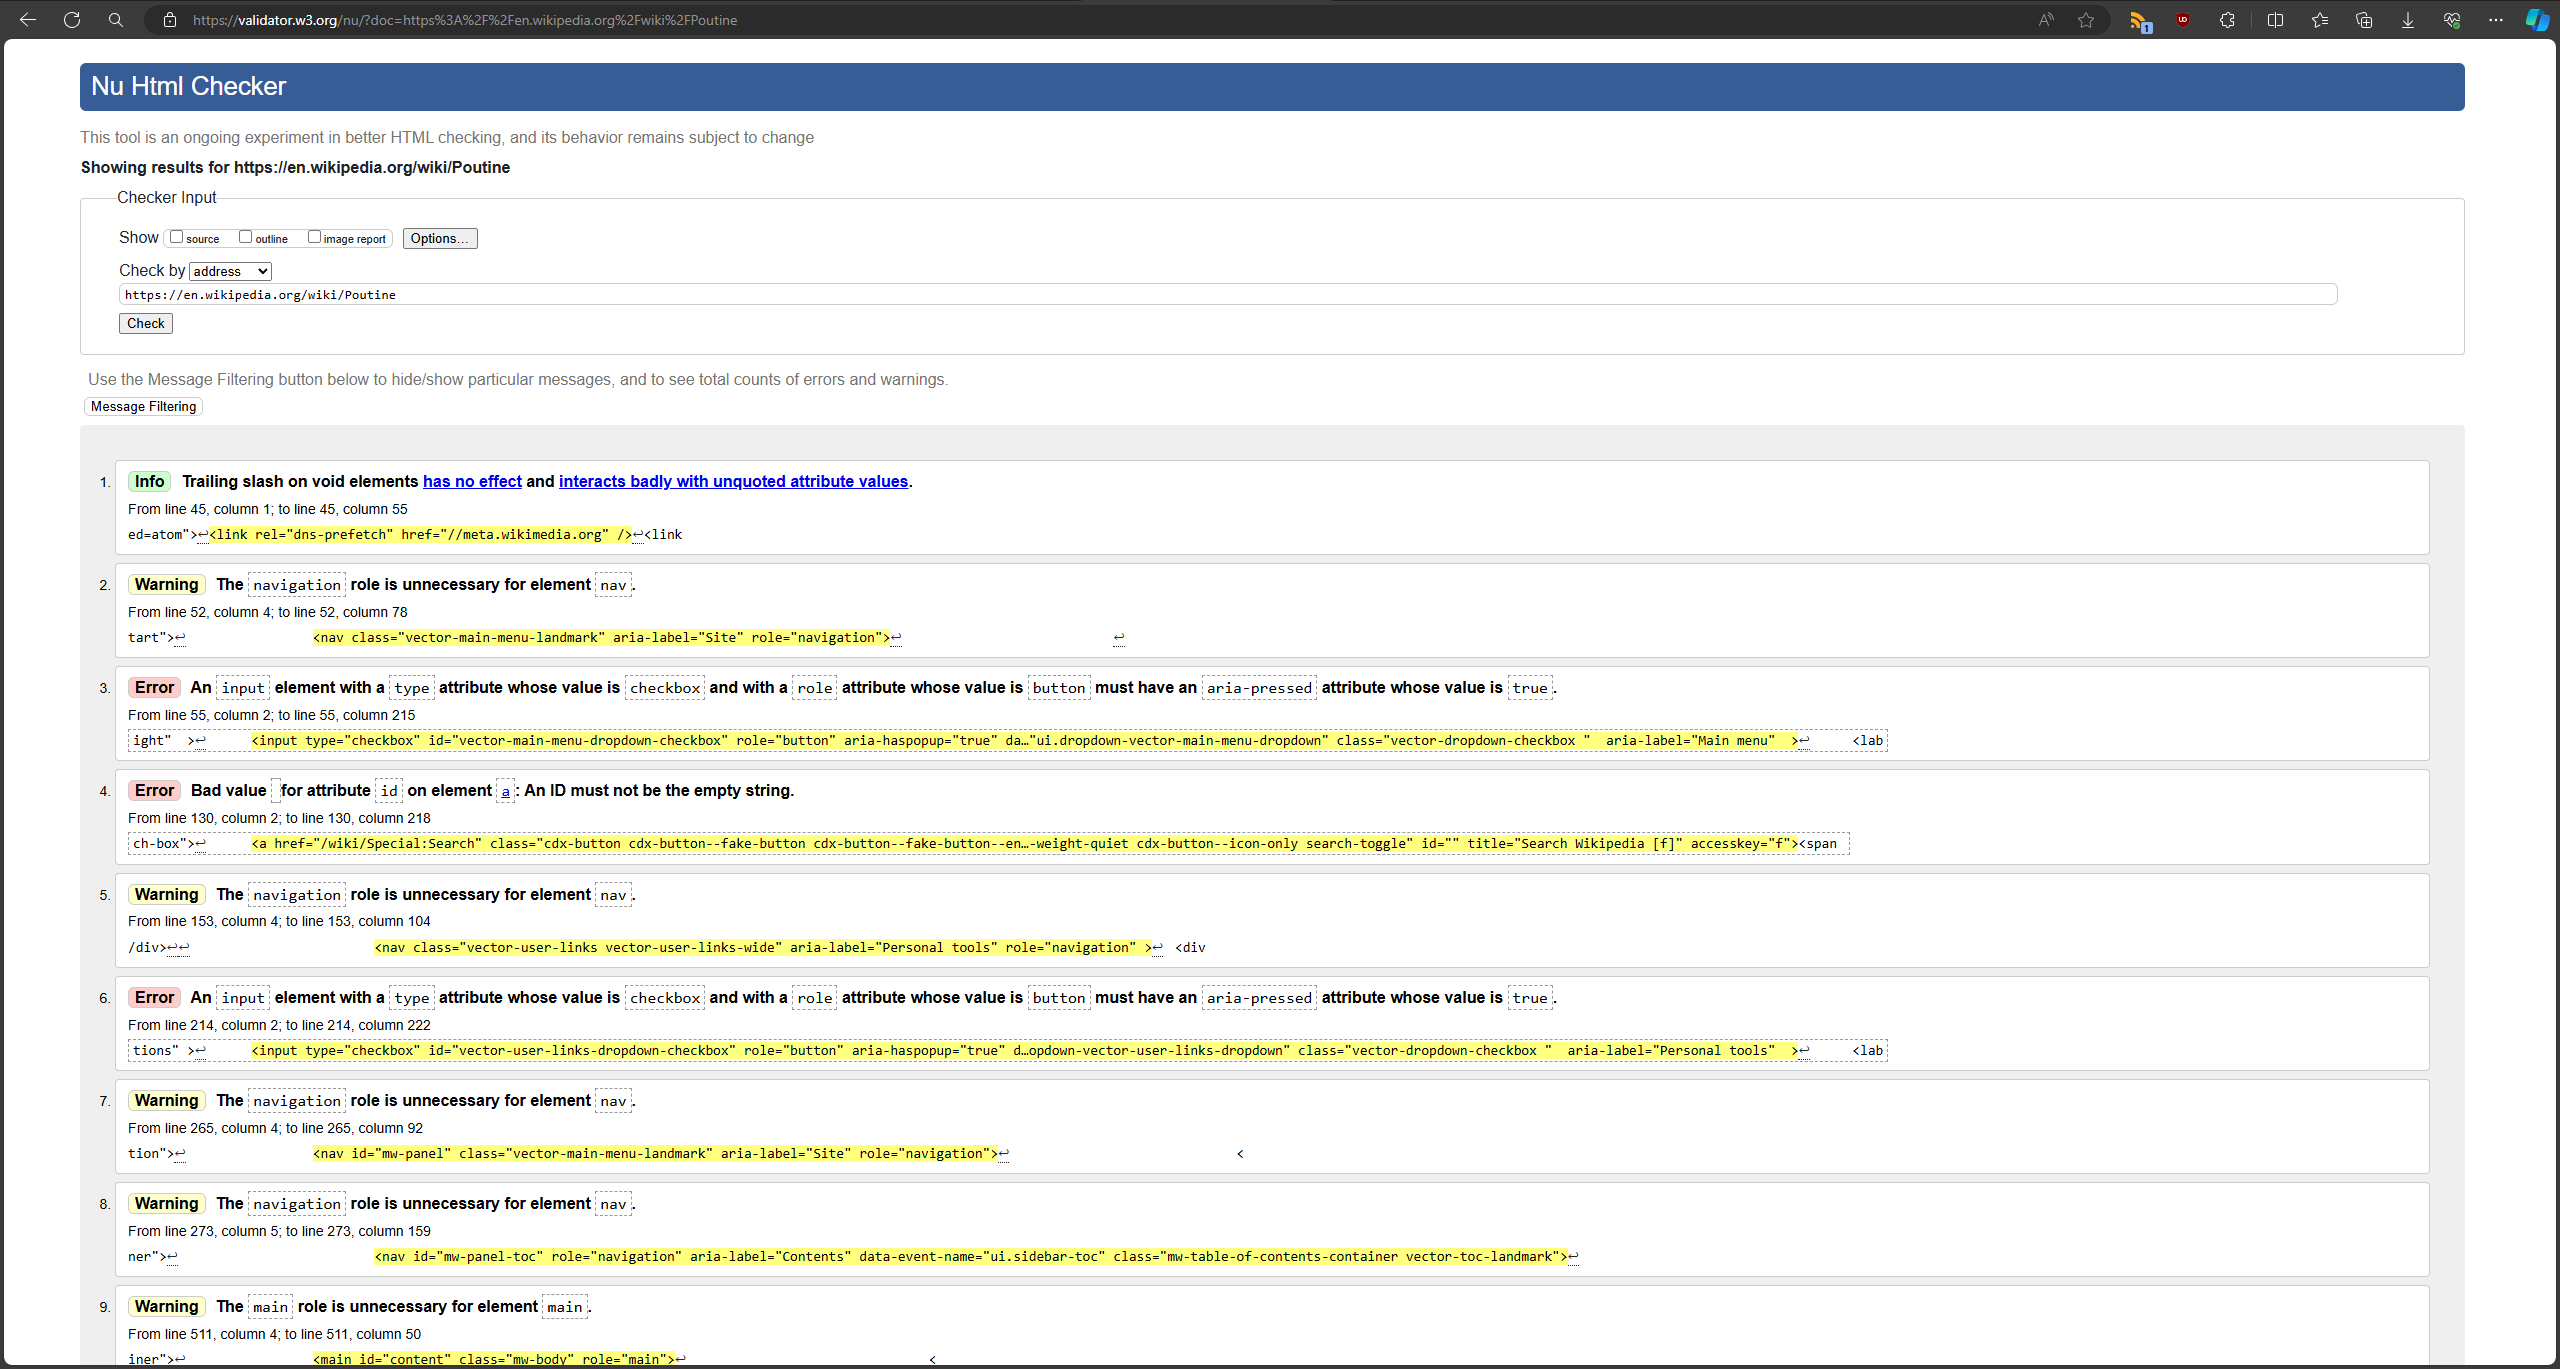 https://validator.w3.org/nu/?doc=https%3A%2F%2Fen.wikipedia.org%2Fwiki%2FPoutine
1
Nu Html Checker
This tool is an ongoing experiment in better HTML checking, and its behavior remains subject to change
Showing results for https://en.wikipedia.org/wiki/Poutine
Checker Input
Show source outline image report Options...
Check by address
https://en.wikipedia.org/wiki/Poutine
Check
Use the Message Filtering button below to hide/show particular messages, and to see total counts of errors and warnings.
Message Filtering
1. Info Trailing slash on void elements has no effect and interacts badly with unquoted attribute values.
From line 45, column 1; to line 45, column 55
ed=atom">↩<link rel="dns-prefetch" href="//meta.wikimedia.org" />↩<link
2. Warning The navigation role is unnecessary for element nav.
From line 52, column 4; to line 52, column 78
tart">↩ <nav class="vector-main-menu-landmark" aria-label="Site" role="navigation">↩ ↩
3. Error An input element with a type attribute whose value is checkbox and with a role attribute whose value is button must have an aria-pressed attribute whose value is true.
From line 55, column 2; to line 55, column 215
ight" >↩ <input type="checkbox" id="vector-main-menu-dropdown-checkbox" role="button" aria-haspopup="true" da…"ui.dropdown-vector-main-menu-dropdown" class="vector-dropdown-checkbox " aria-label="Main menu" >↩ <lab
4. Error Bad value for attribute id on element a: An ID must not be the empty string.
From line 130, column 2; to line 130, column 218
ch-box">↩ <a href="/wiki/Special:Search" class="cdx-button cdx-button--fake-button cdx-button--fake-button--en…-weight-quiet cdx-button--icon-only search-toggle" id="" title="Search Wikipedia [f]" accesskey="f"><span
5. Warning The navigation role is unnecessary for element nav.
From line 153, column 4; to line 153, column 104
/div>↩↩ <nav class="vector-user-links vector-user-links-wide" aria-label="Personal tools" role="navigation" >↩ <div
6. Error An input element with a type attribute whose value is checkbox and with a role attribute whose value is button must have an aria-pressed attribute whose value is true.
From line 214, column 2; to line 214, column 222
tions" >↩ <input type="checkbox" id="vector-user-links-dropdown-checkbox" role="button" aria-haspopup="true" d…opdown-vector-user-links-dropdown" class="vector-dropdown-checkbox " aria-label="Personal tools" >↩ <lab
7. Warning The navigation role is unnecessary for element nav.
From line 265, column 4; to line 265, column 92
tion">↩ <nav id="mw-panel" class="vector-main-menu-landmark" aria-label="Site" role="navigation">↩ <
8. Warning The navigation role is unnecessary for element nav.
From line 273, column 5; to line 273, column 159
ner">↩ <nav id="mw-panel-toc" role="navigation" aria-label="Contents" data-event-name="ui.sidebar-toc" class="mw-table-of-contents-container vector-toc-landmark">↩
9. Warning The main role is unnecessary for element main.
From line 511, column 4; to line 511, column 50
iner">↩ <main id="content" class="mw-body" role="main">↩ <